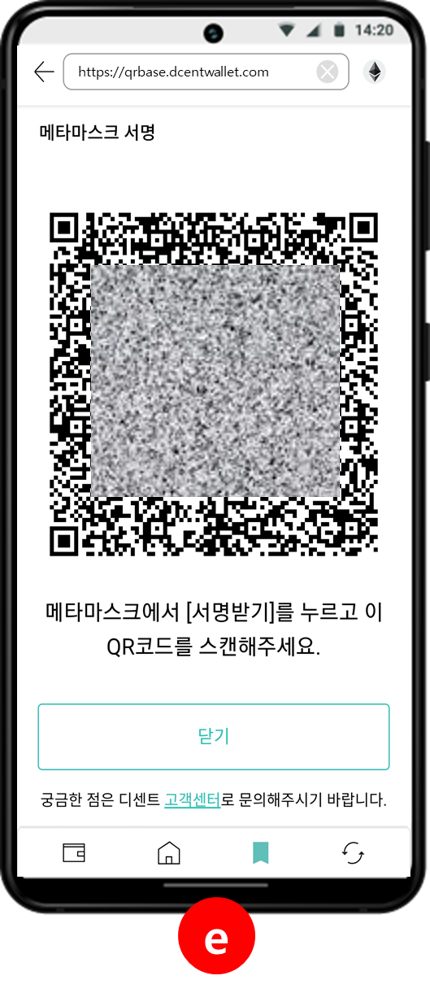 14:20
https://qrbase.dcentwallet.com
메타마스크 서명
메타마스크에서 [서명받기]를 누르고 이
QR코드를 스캔해주세요.
닫기
궁금한 점은 디센트 고객센터로 문의해주시기 바랍니다.
e